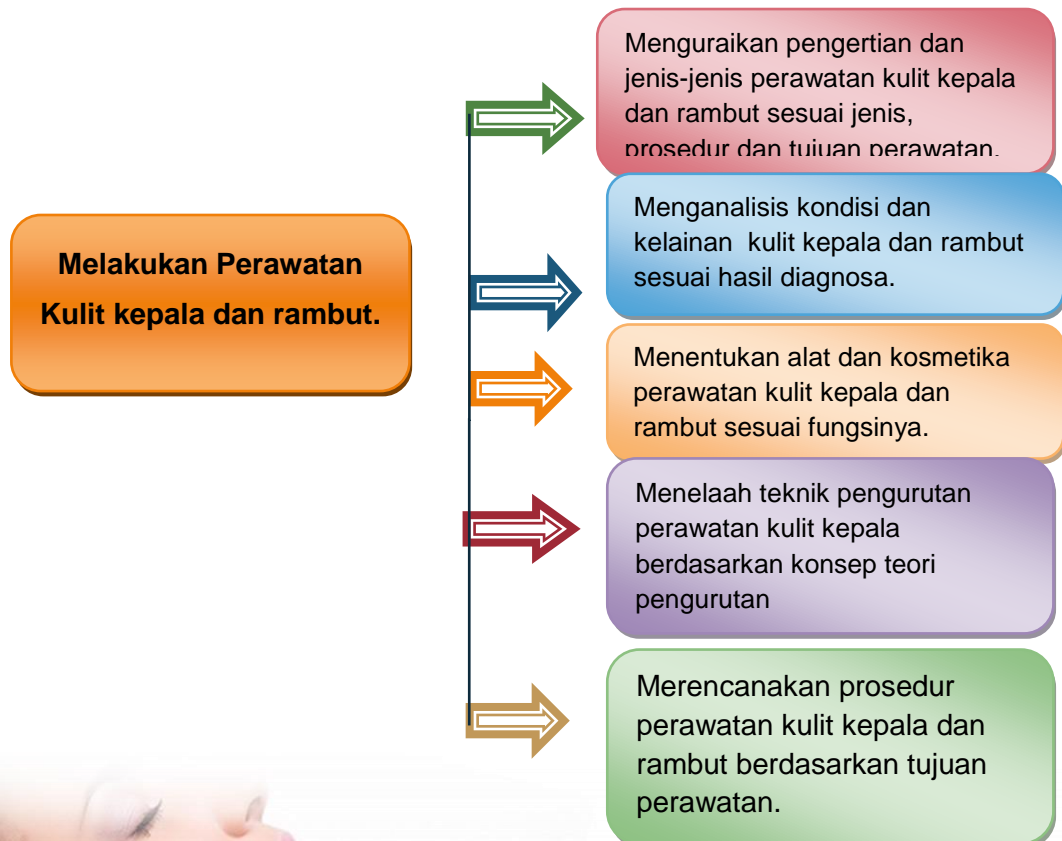 Menguraikan pengertian dan
jenis-jenis perawatan kulit kepala
dan rambut sesuai jenis,
prosedur dan tujuan perawatan.
Melakukan Perawatan
Kulit kepala dan rambut.
Menganalisis kondisi dan
kelainan kulit kepala dan rambut
sesuai hasil diagnosa.
Menentukan alat dan kosmetika
perawatan kulit kepala dan
rambut sesuai fungsinya.
Menelaah teknik pengurutan
perawatan kulit kepala
berdasarkan konsep teori
pengurutan
Merencanakan prosedur
perawatan kulit kepala dan
rambut berdasarkan tujuan
perawatan.